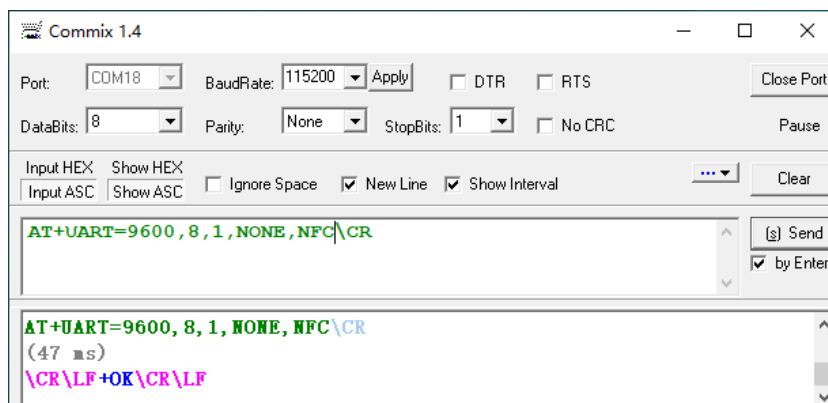 Commix 1.4
Port: COM18 BaudRate: 115200 Apply DTR RTS Close Port
DataBits: 8 Parity: None StopBits: 1 No CRC Pause
Input HEX Show HEX
Input ASC Show ASC Ignore Space New Line Show Interval ... Clear
AT+UART=9600,8,1,NONE,NFC\CR
(s) Send
by Enter
AT+UART=9600,8,1,NONE,NFC\CR
(47 ms)
\CR\LF+OK\CR\LF